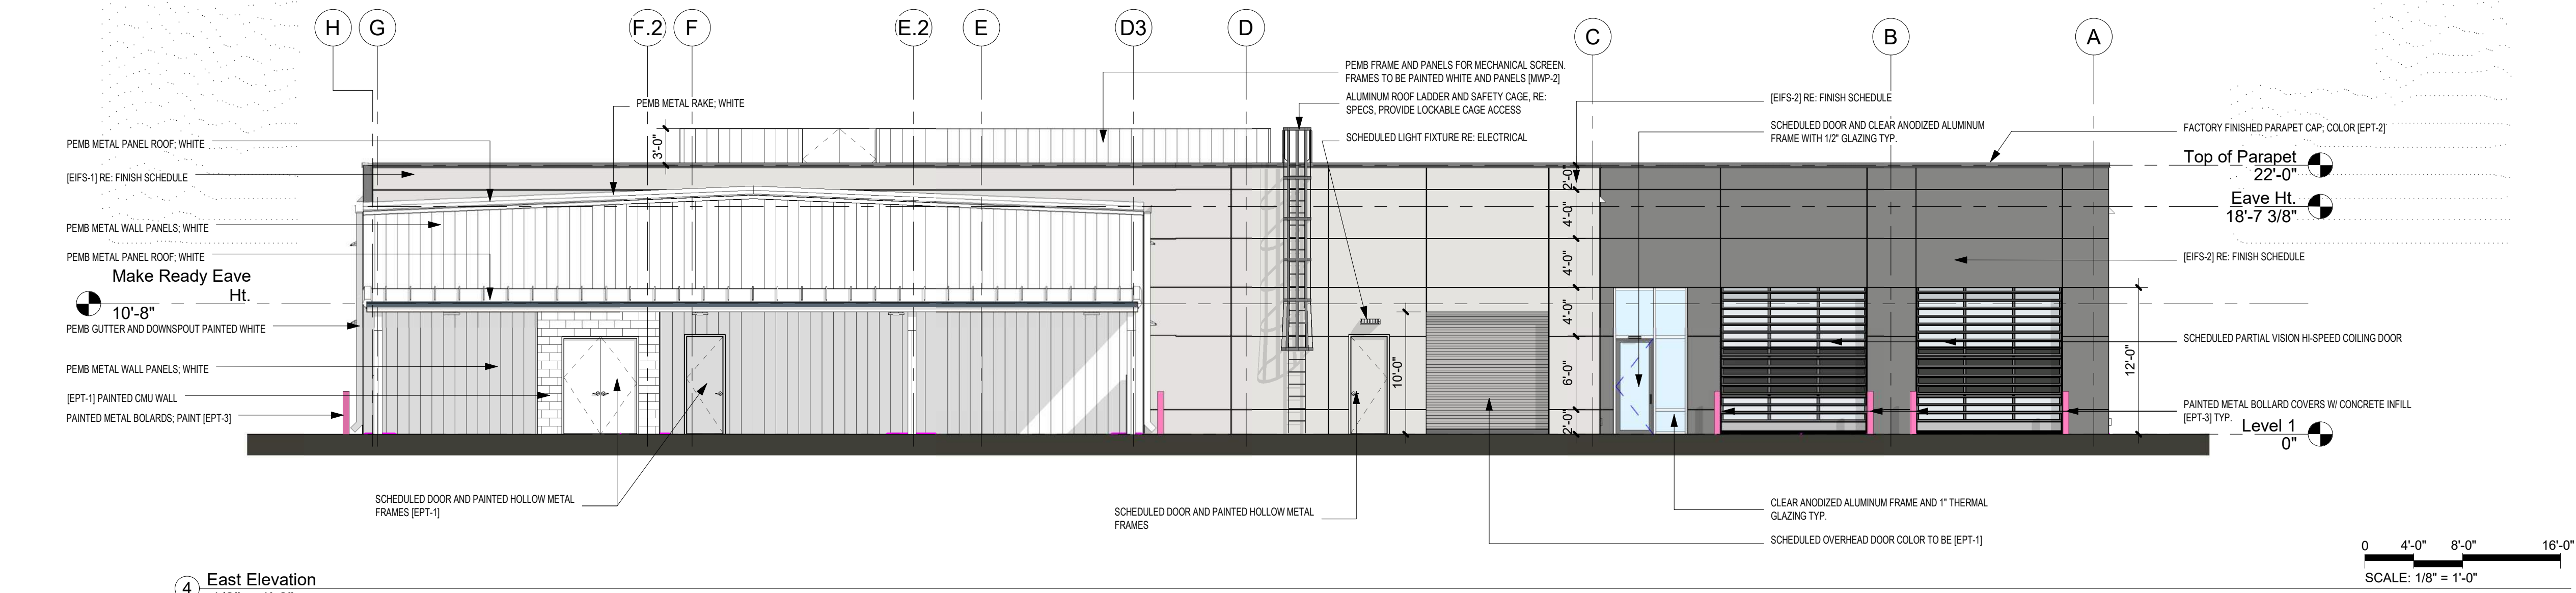 H
G
F.2
F
E.2
E
D3
D
C
B
A
PEMB METAL RAKE; WHITE
PEMB FRAME AND PANELS FOR MECHANICAL SCREEN.
FRAMES TO BE PAINTED WHITE AND PANELS [MWP-2]
ALUMINUM ROOF LADDER AND SAFETY CAGE, RE:
SPECS, PROVIDE LOCKABLE CAGE ACCESS
SCHEDULED LIGHT FIXTURE RE: ELECTRICAL
[EIFS-2] RE: FINISH SCHEDULE
SCHEDULED DOOR AND CLEAR ANODIZED ALUMINUM
FRAME WITH 1/2" GLAZING TYP.
FACTORY FINISHED PARAPET CAP; COLOR [EPT-2]
Top of Parapet
22'-0"
Eave Ht.
18'-7 3/8"
[EIFS-2] RE: FINISH SCHEDULE
SCHEDULED PARTIAL VISION HI-SPEED COILING DOOR
PAINTED METAL BOLLARD COVERS W/ CONCRETE INFILL
[EPT-3] TYP.
Level 1
0"
PEMB METAL PANEL ROOF; WHITE
[EIFS-1] RE: FINISH SCHEDULE
PEMB METAL WALL PANELS; WHITE
PEMB METAL PANEL ROOF; WHITE
Make Ready Eave
Ht.
10'-8"
PEMB GUTTER AND DOWNSPOUT PAINTED WHITE
PEMB METAL WALL PANELS; WHITE
[EPT-1] PAINTED CMU WALL
PAINTED METAL BOLARDS; PAINT [EPT-3]
3'-0"
2'-0"
4'-0"
4'-0"
4'-0"
6'-0"
2'-0"
10'-0"
12'-0"
SCHEDULED DOOR AND PAINTED HOLLOW METAL
FRAMES [EPT-1]
SCHEDULED DOOR AND PAINTED HOLLOW METAL
FRAMES
CLEAR ANODIZED ALUMINUM FRAME AND 1" THERMAL
GLAZING TYP.
SCHEDULED OVERHEAD DOOR COLOR TO BE [EPT-1]
0 4'-0" 8'-0" 16'-0"
SCALE: 1/8" = 1'-0"
4
East Elevation